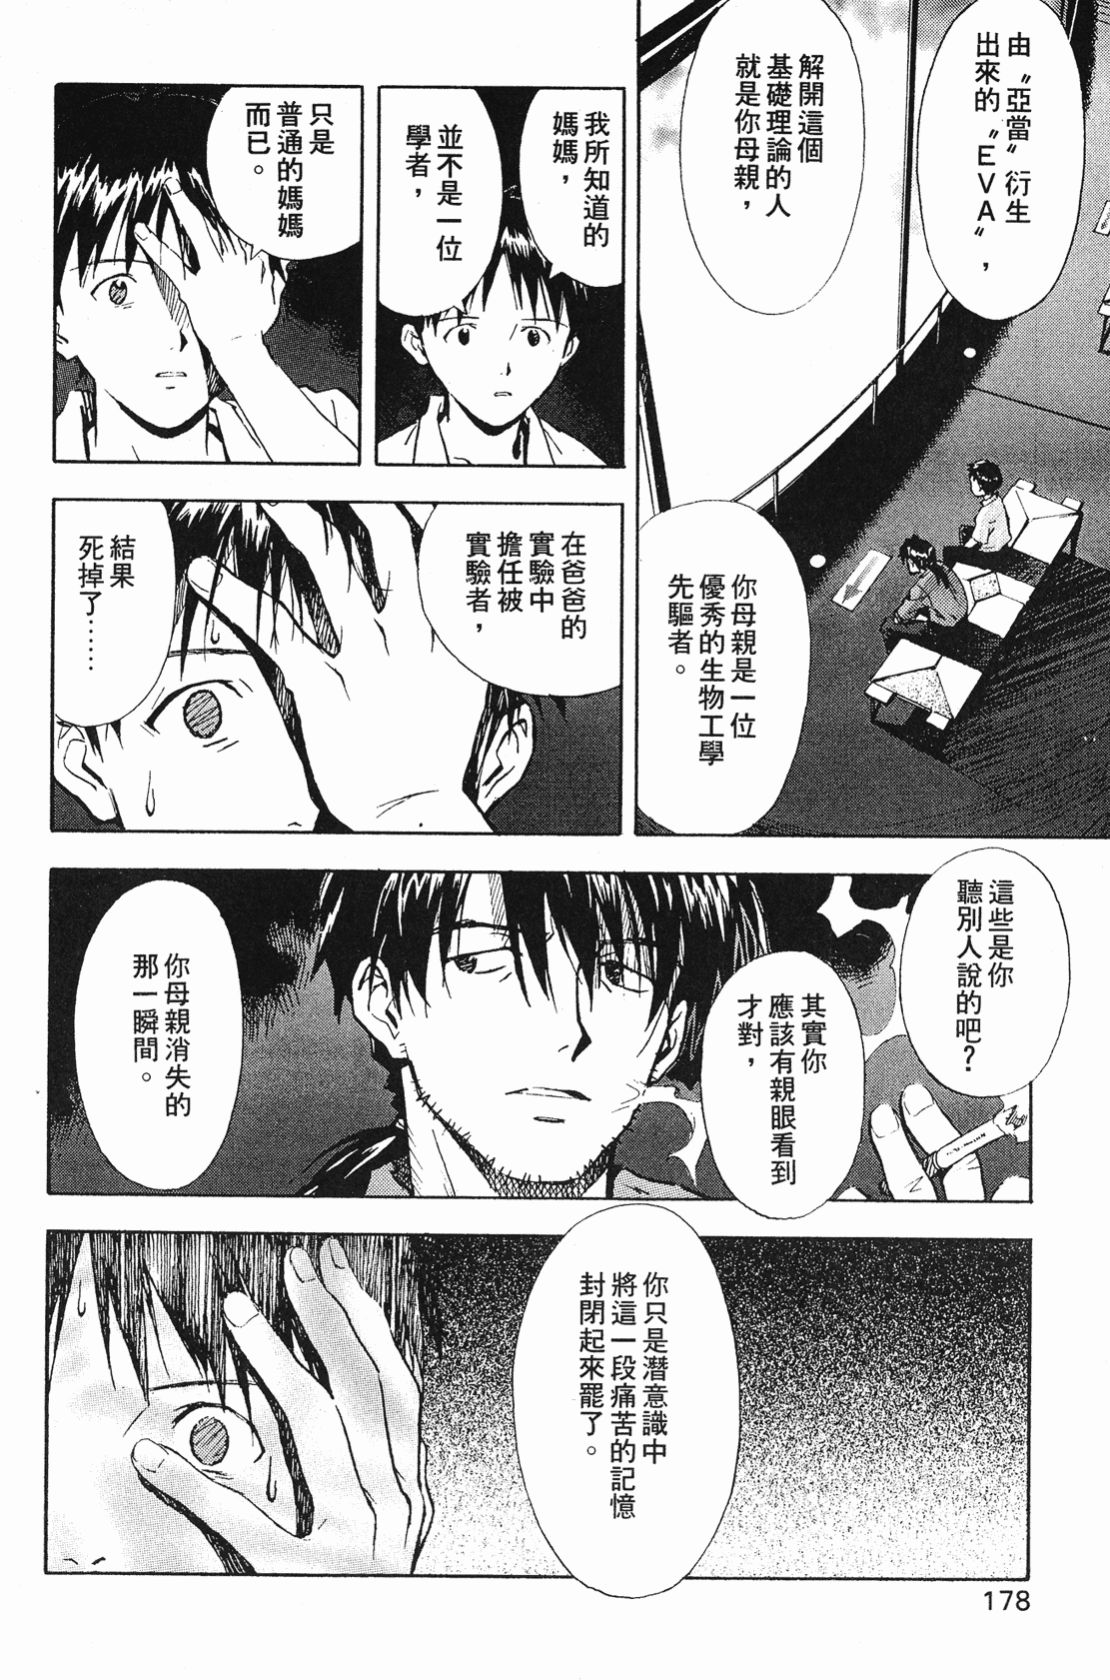 由〝亞當〞衍生
出來的〝EVA〞，
解開這個
基礎理論的人
就是你母親，
你母親是一位
優秀的生物工學
先驅者。
我所知道的
媽媽，
並不是一位
學者，
只是
普通的媽媽
而已。
在爸爸的
實驗中
擔任被
實驗者，
結果
死掉了……
這些是你
聽別人說的吧？
其實你
應該有親眼看到
才對，
你母親消失的
那一瞬間。
你只是潛意識中
將這一段痛苦的記憶
封閉起來罷了。
178